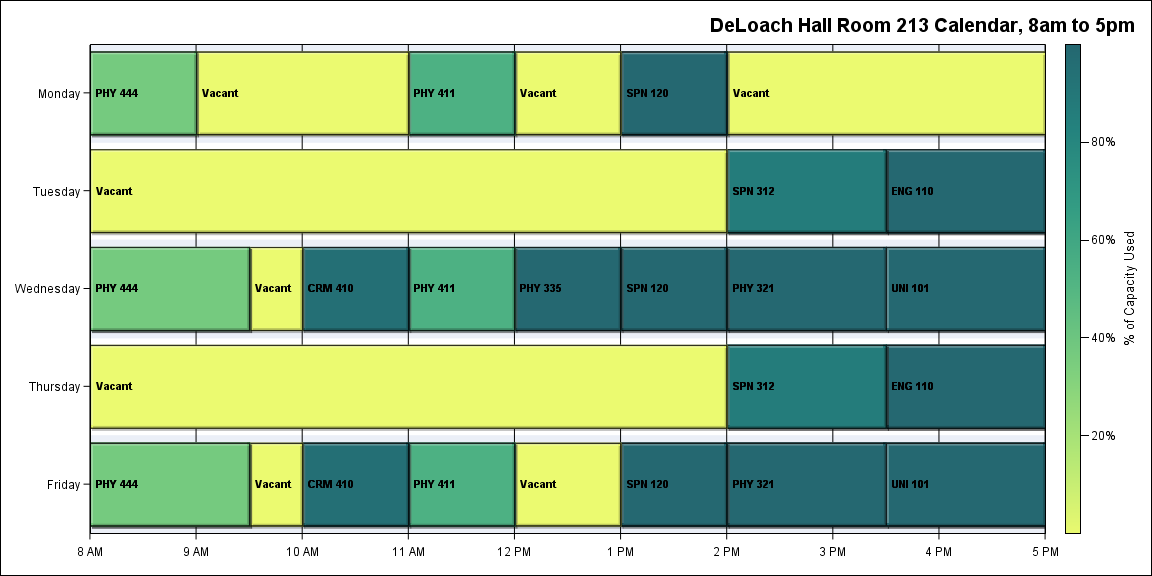 DeLoach Hall Room 213 Calendar, 8am to 5pm
Monday
PHY 444
Vacant
PHY 411
Vacant
SPN 120
Vacant
Tuesday
Vacant
SPN 312
ENG 110
Wednesday
PHY 444
Vacant
CRM 410
PHY 411
PHY 335
SPN 120
PHY 321
UNI 101
Thursday
Vacant
SPN 312
ENG 110
Friday
PHY 444
Vacant
CRM 410
PHY 411
Vacant
SPN 120
PHY 321
UNI 101
8 AM
9 AM
10 AM
11 AM
12 PM
1 PM
2 PM
3 PM
4 PM
5 PM
80%
60%
40%
20%
% of Capacity Used